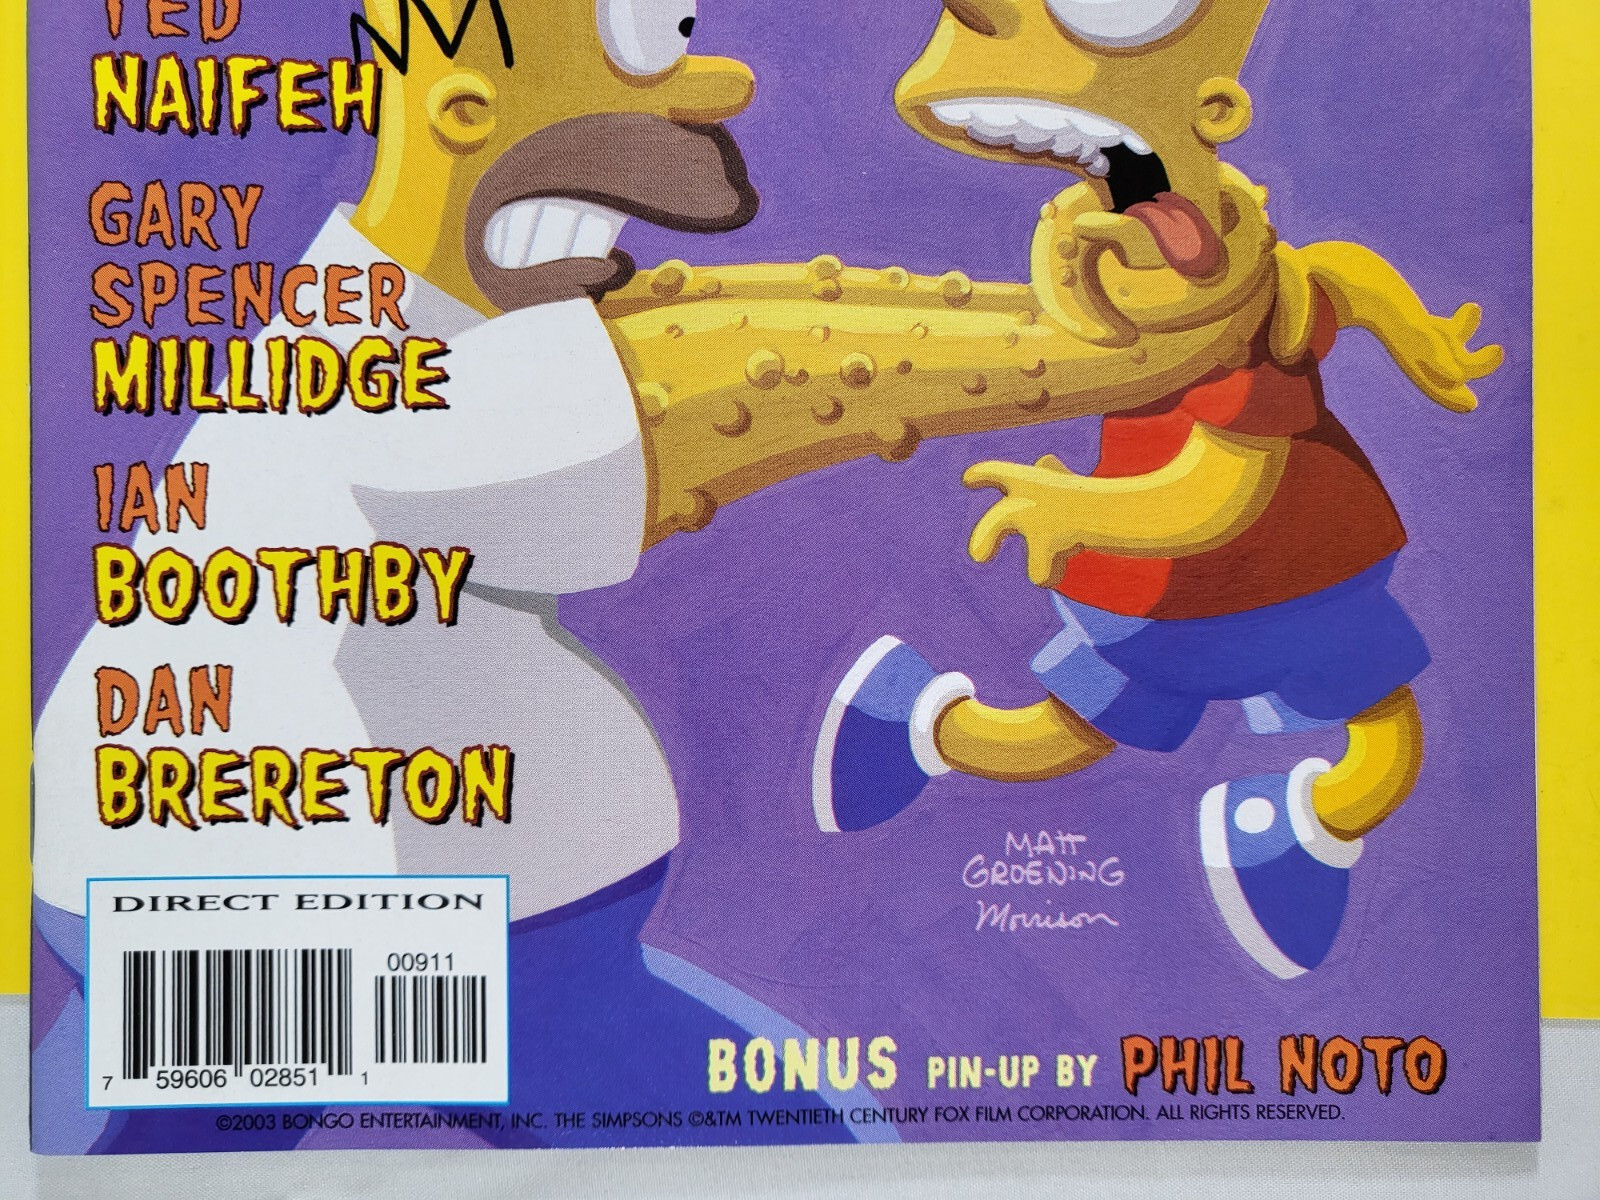 TED
NAIFEH
GARY
SPENCER
MILLIDGE
IAN
BOOTHBY
DAN
BRERETON
MATT
GROENING
Morrison
DIRECT EDITION
00911
7 59606 02851 1
BONUS PIN-UP BY PHIL NOTO
©2003 BONGO ENTERTAINMENT, INC. THE SIMPSONS ©&TM TWENTIETH CENTURY FOX FILM CORPORATION. ALL RIGHTS RESERVED.